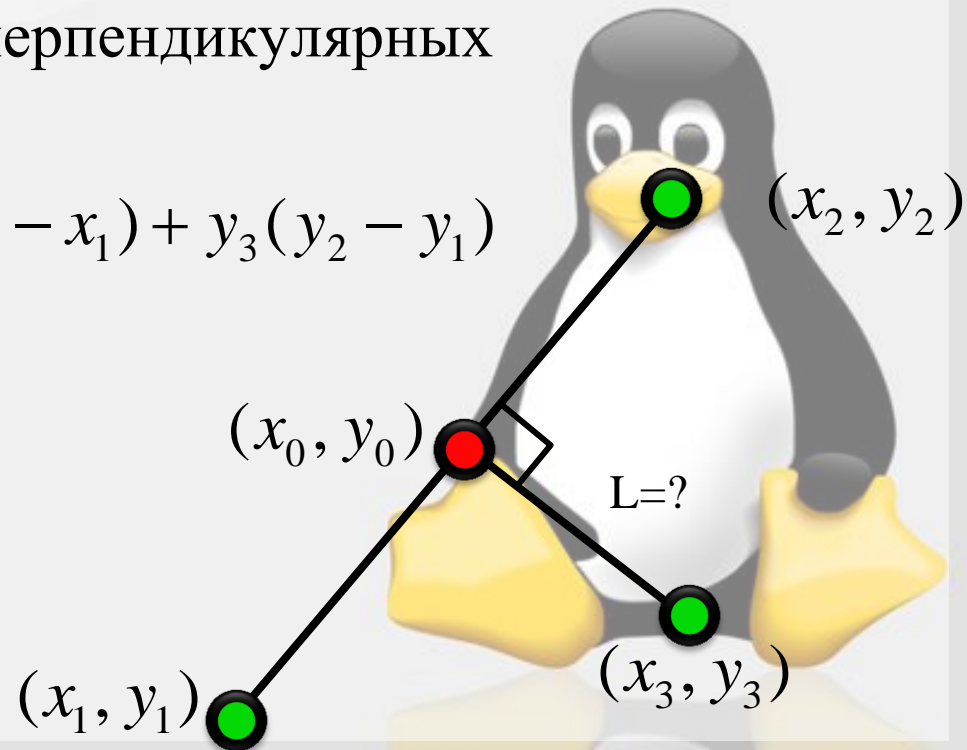 ерпендикулярных
− x₁) + y₃(y₂ − y₁)
(x₂, y₂)
(x₀, y₀)
L=?
(x₃, y₃)
(x₁, y₁)